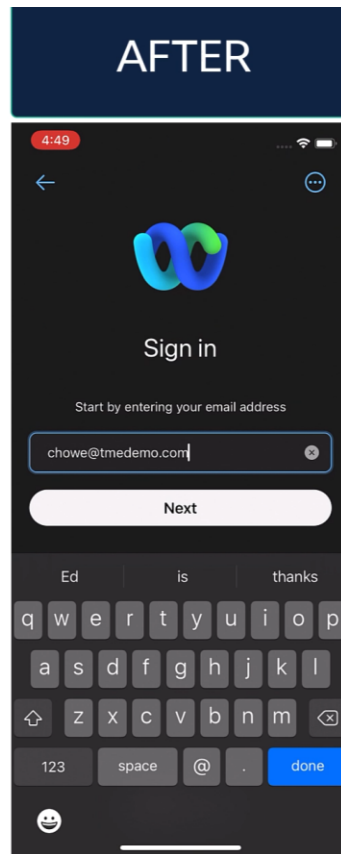 AFTER
4:49
Sign in
Start by entering your email address
chowe@tmedemo.com
Next
Ed is thanks
q w e r t y u i o p
a s d f g h j k l
z x c v b n m
123 space @ . done